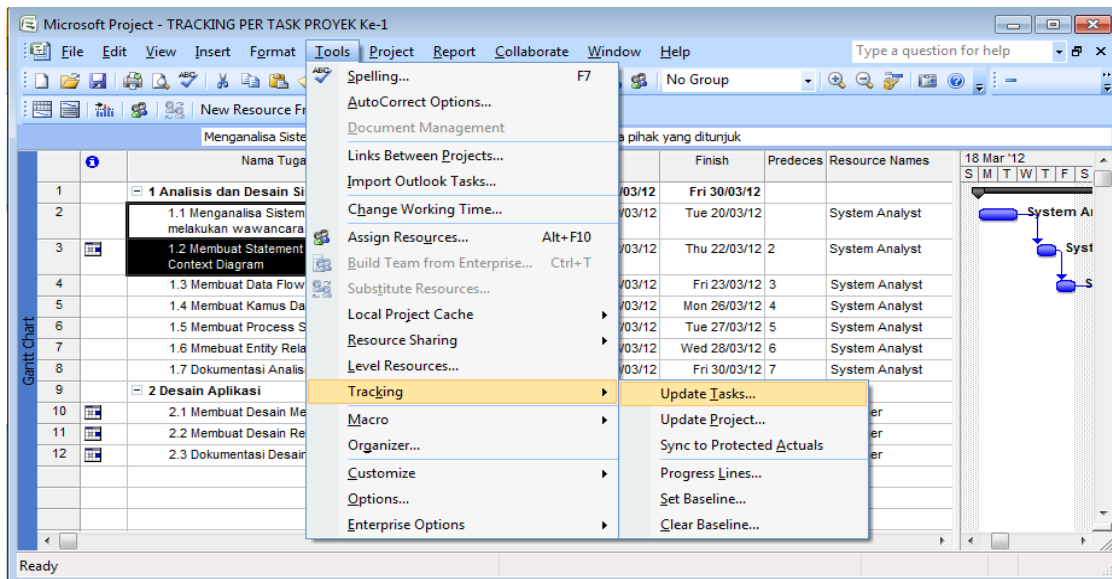 Microsoft Project - TRACKING PER TASK PROYEK Ke-1
File Edit View Insert Format Tools Project Report Collaborate Window Help Type a question for help
No Group
New Resource Fr
Menganalisa Siste a pihak yang ditunjuk
Nama Tuga Finish Predeces Resource Names 18 Mar '12
S M T W T F S
1 1 Analisis dan Desain Si /03/12 Fri 30/03/12
2 1.1 Menganalisa Sistem /03/12 Tue 20/03/12 System Analyst System Ar
melakukan wawancara
3 1.2 Membuat Statement /03/12 Thu 22/03/12 2 System Analyst Syst
Context Diagram
4 1.3 Membuat Data Flow /03/12 Fri 23/03/12 3 System Analyst S
5 1.4 Membuat Kamus Da /03/12 Mon 26/03/12 4 System Analyst
6 1.5 Membuat Process S /03/12 Tue 27/03/12 5 System Analyst
7 1.6 Mmebuat Entity Rela /03/12 Wed 28/03/12 6 System Analyst
8 1.7 Dokumentasi Analis /03/12 Fri 30/03/12 7 System Analyst
9 2 Desain Aplikasi
10 2.1 Membuat Desain Me er
11 2.2 Membuat Desain Re er
12 2.3 Dokumentasi Desain er
Gantt Chart
ABC Spelling... F7
AutoCorrect Options...
Document Management
Links Between Projects...
Import Outlook Tasks...
Change Working Time...
Assign Resources... Alt+F10
Build Team from Enterprise... Ctrl+T
Substitute Resources...
Local Project Cache
Resource Sharing
Level Resources...
Tracking
Macro
Organizer...
Customize
Options...
Enterprise Options
Update Tasks...
Update Project...
Sync to Protected Actuals
Progress Lines...
Set Baseline...
Clear Baseline...
Ready